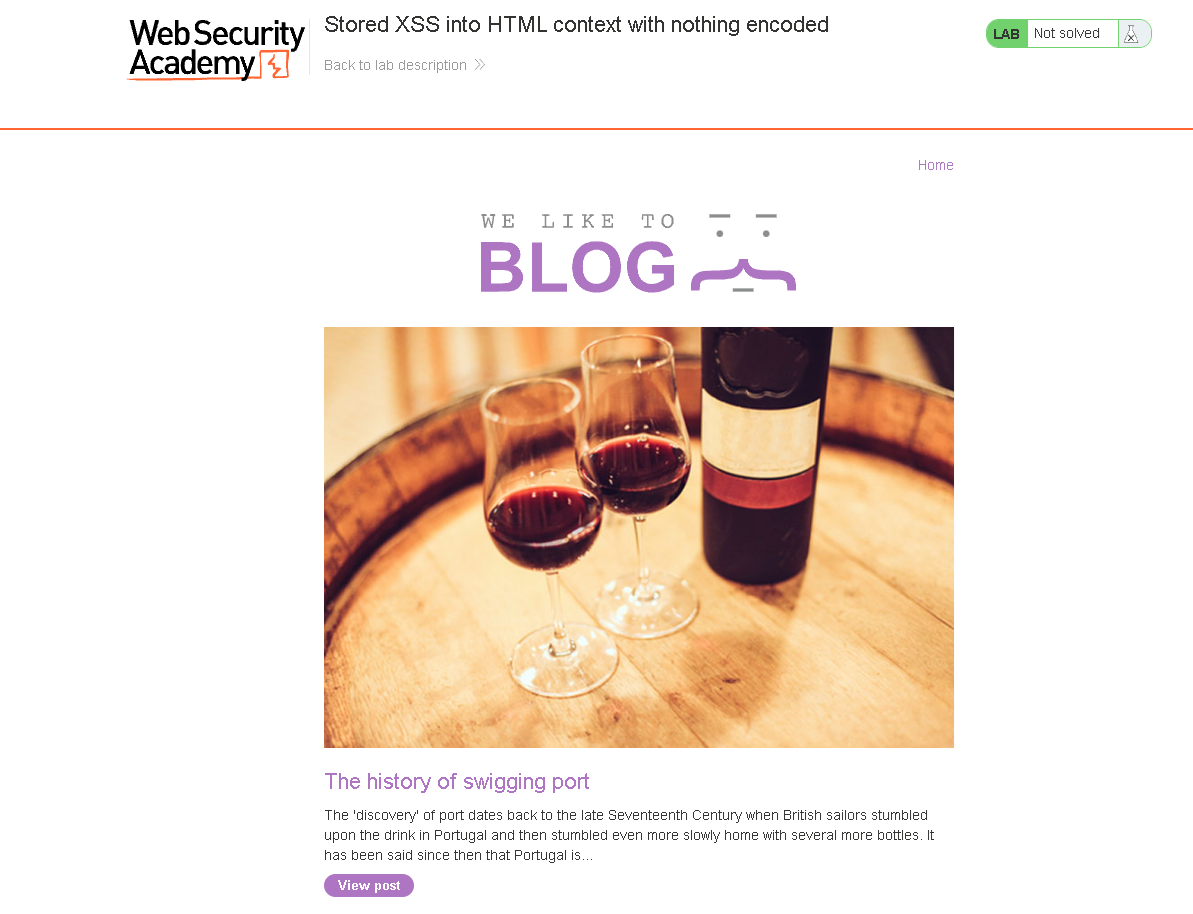 Web Security
Academy
Stored XSS into HTML context with nothing encoded
Back to lab description
LAB Not solved
Home
WE LIKE TO
BLOG
The history of swigging port
The 'discovery' of port dates back to the late Seventeenth Century when British sailors stumbled
upon the drink in Portugal and then stumbled even more slowly home with several more bottles. It
has been said since then that Portugal is...
View post